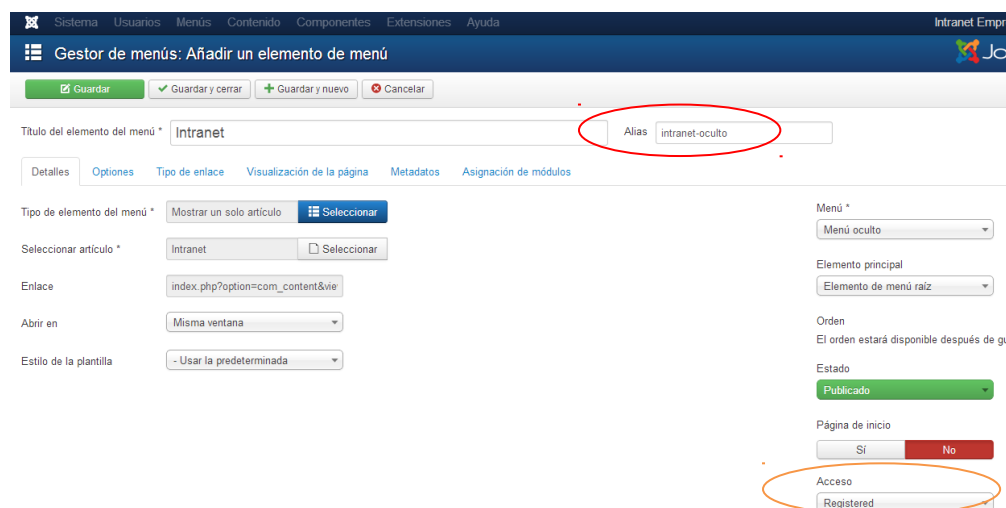 Sistema Usuarios Menús Contenido Componentes Extensiones Ayuda Intranet Empr
Gestor de menús: Añadir un elemento de menú Jo
Guardar Guardar y cerrar Guardar y nuevo Cancelar
Título del elemento del menú * Intranet Alias intranet-oculto
Detalles Optiones Tipo de enlace Visualización de la página Metadatos Asignación de módulos
Tipo de elemento del menú * Mostrar un solo artículo Seleccionar
Seleccionar artículo * Intranet Seleccionar
Enlace index.php?option=com_content&vie
Abrir en Misma ventana
Estilo de la plantilla - Usar la predeterminada
Menú *
Menú oculto
Elemento principal
Elemento de menú raíz
Orden
El orden estará disponible después de gu
Estado
Publicado
Página de inicio
Sí No
Acceso
Registered